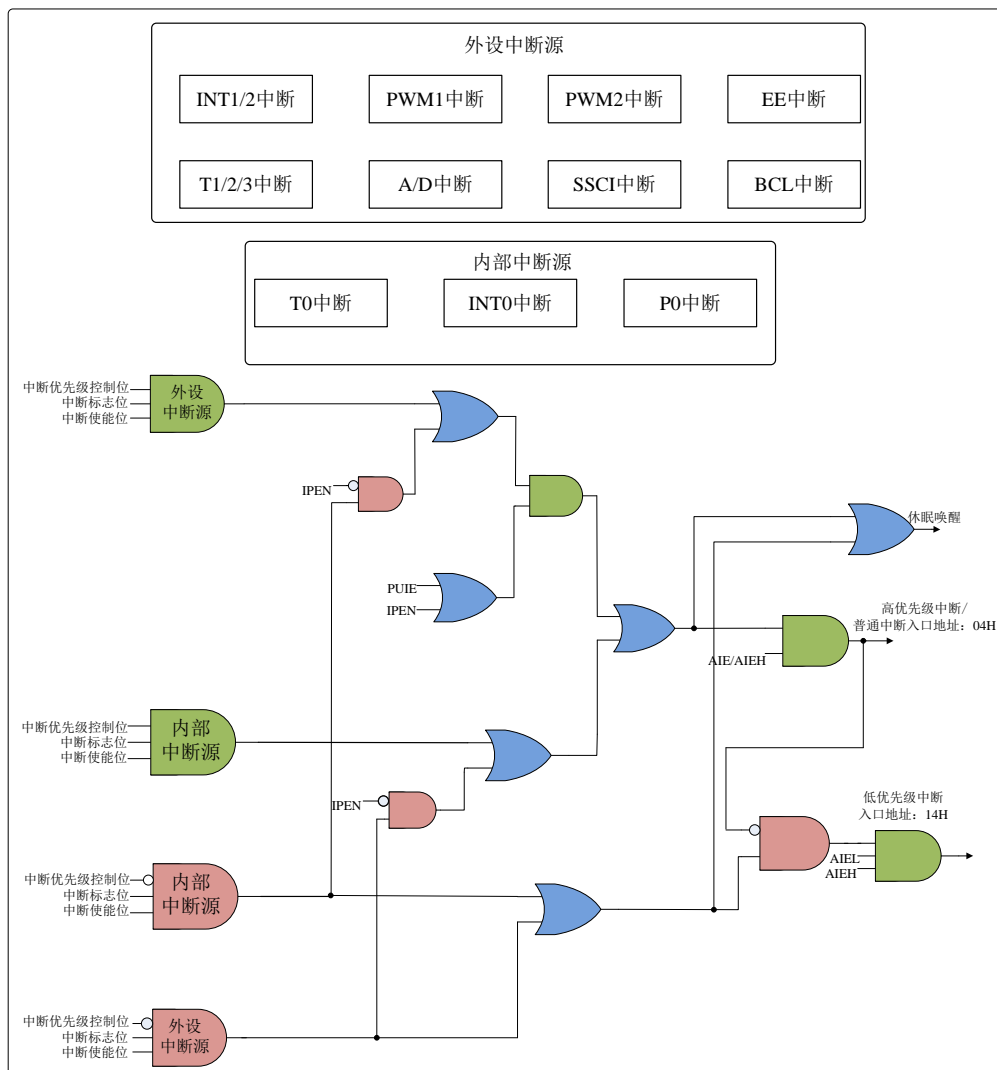 外设中断源
INT1/2中断
PWM1中断
PWM2中断
EE中断
T1/2/3中断
A/D中断
SSCI中断
BCL中断
内部中断源
T0中断
INT0中断
P0中断
中断优先级控制位
中断标志位
中断使能位
外设
中断源
IPEN
PUIE
IPEN
休眠唤醒
高优先级中断/
普通中断入口地址：04H
AIE/AIEH
中断优先级控制位
中断标志位
中断使能位
内部
中断源
IPEN
低优先级中断
入口地址：14H
AIEL
AIEH
中断优先级控制位
中断标志位
中断使能位
内部
中断源
中断优先级控制位
中断标志位
中断使能位
外设
中断源